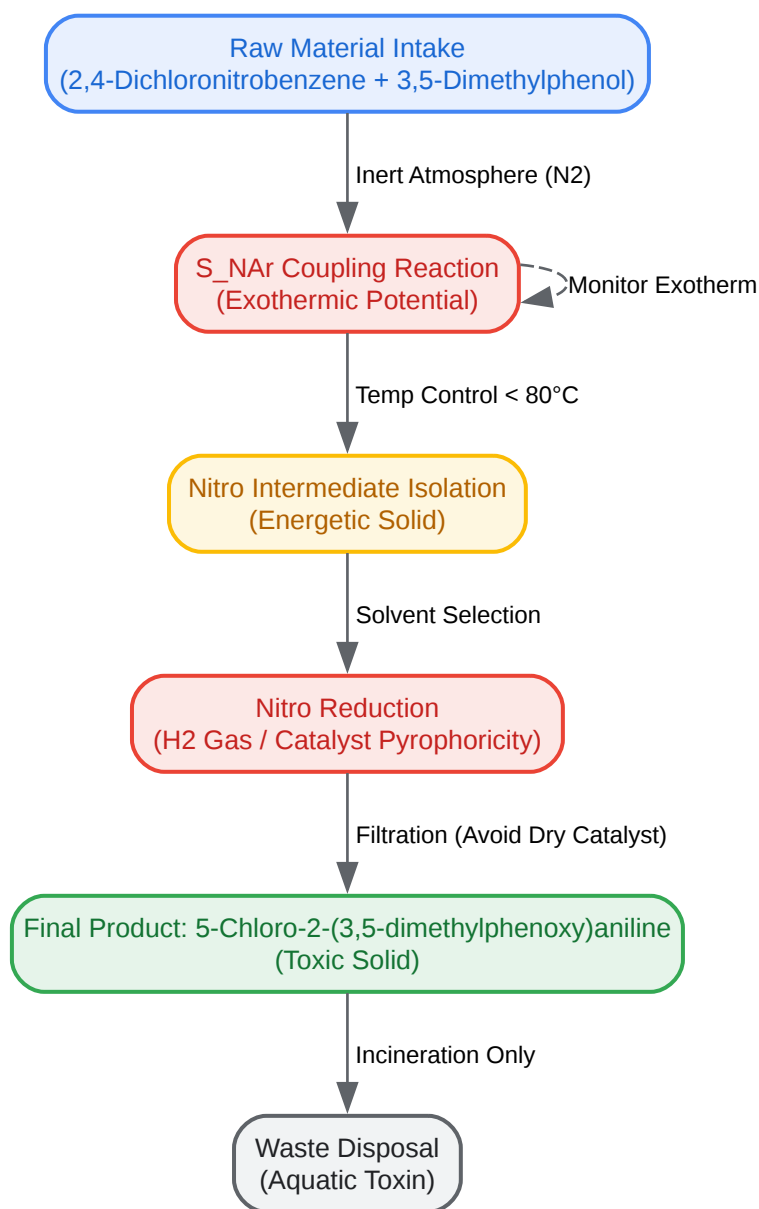 Raw Material Intake
(2,4-Dichloronitrobenzene + 3,5-Dimethylphenol)
Inert Atmosphere (N2)
S_NAr Coupling Reaction
(Exothermic Potential)
Monitor Exotherm
Temp Control < 80°C
Nitro Intermediate Isolation
(Energetic Solid)
Solvent Selection
Nitro Reduction
(H2 Gas / Catalyst Pyrophoricity)
Filtration (Avoid Dry Catalyst)
Final Product: 5-Chloro-2-(3,5-dimethylphenoxy)aniline
(Toxic Solid)
Incineration Only
Waste Disposal
(Aquatic Toxin)